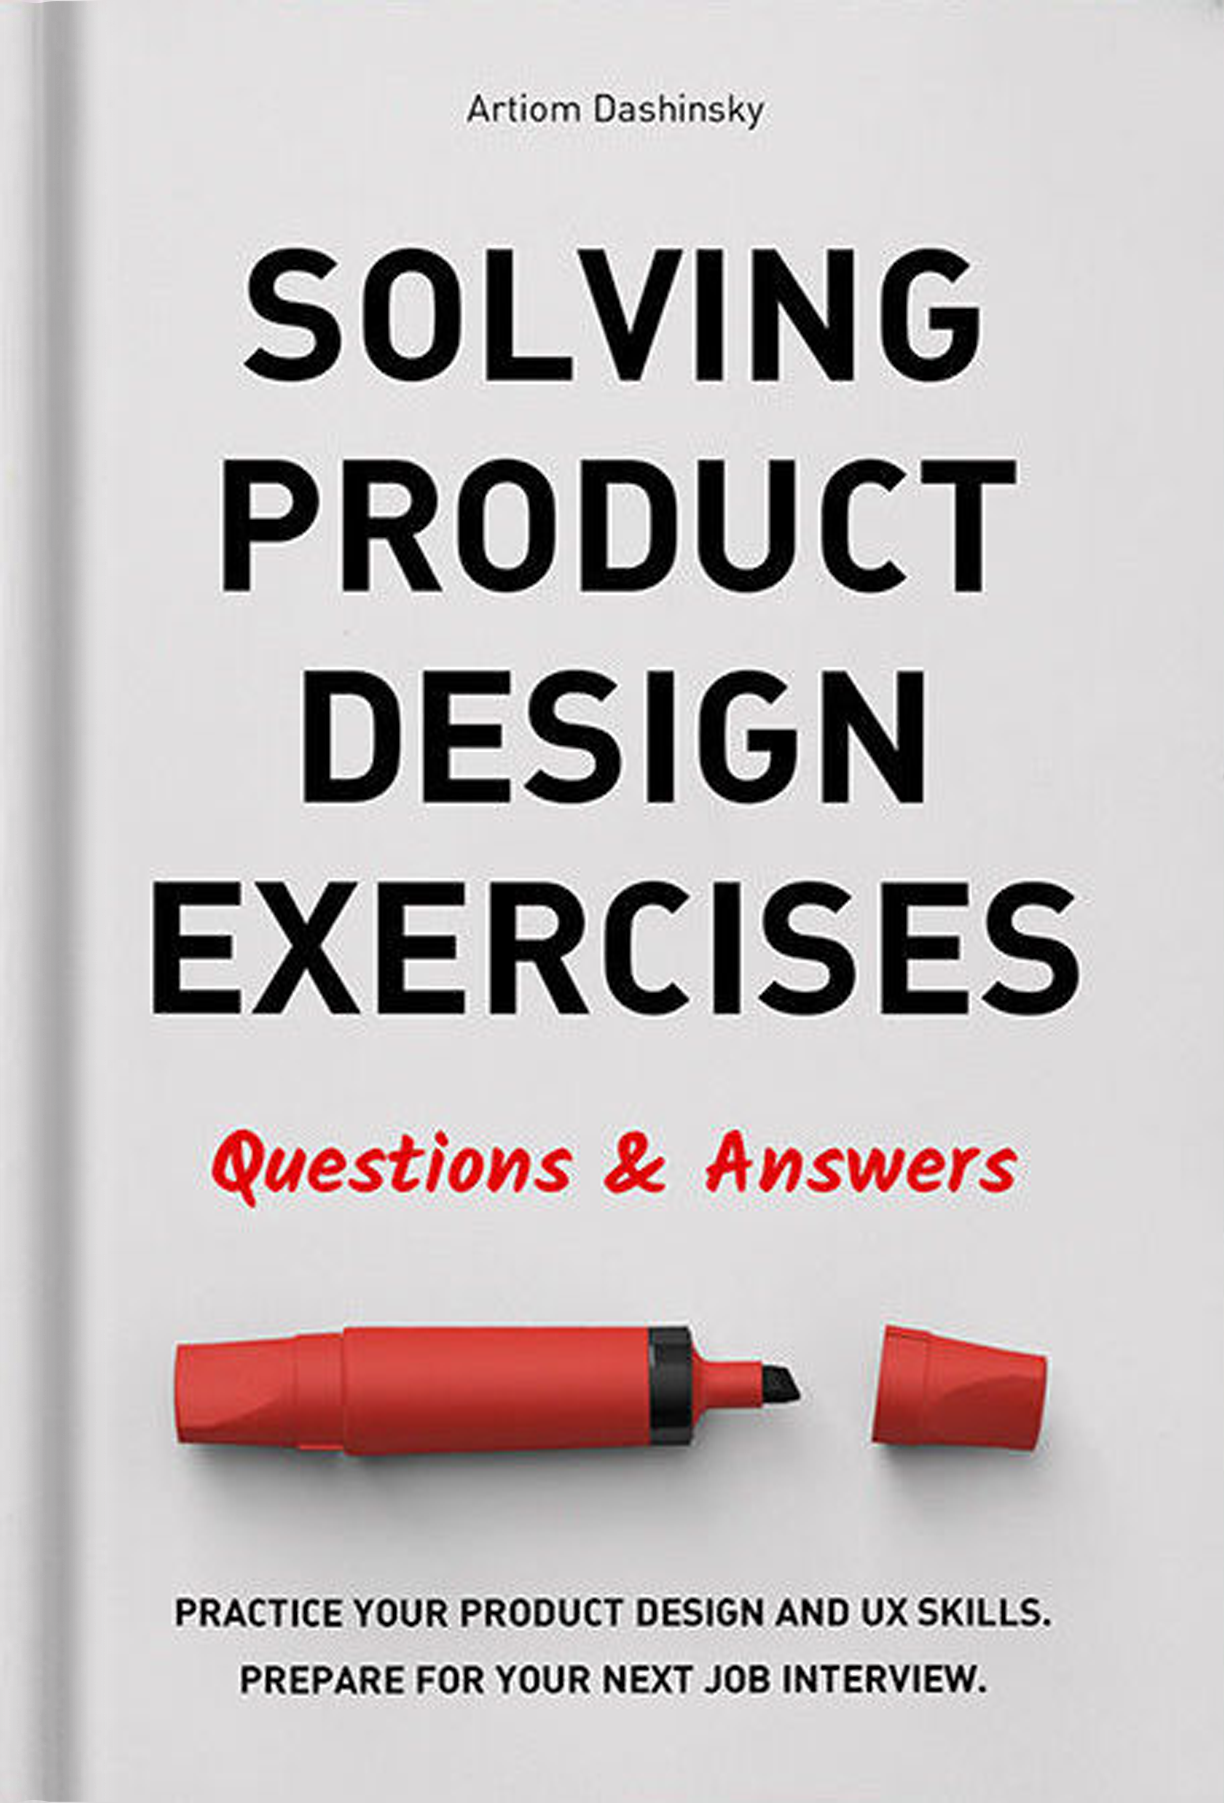 Artiom Dashinsky
SOLVING
PRODUCT
DESIGN
EXERCISES
Questions & Answers
PRACTICE YOUR PRODUCT DESIGN AND UX SKILLS.
PREPARE FOR YOUR NEXT JOB INTERVIEW.